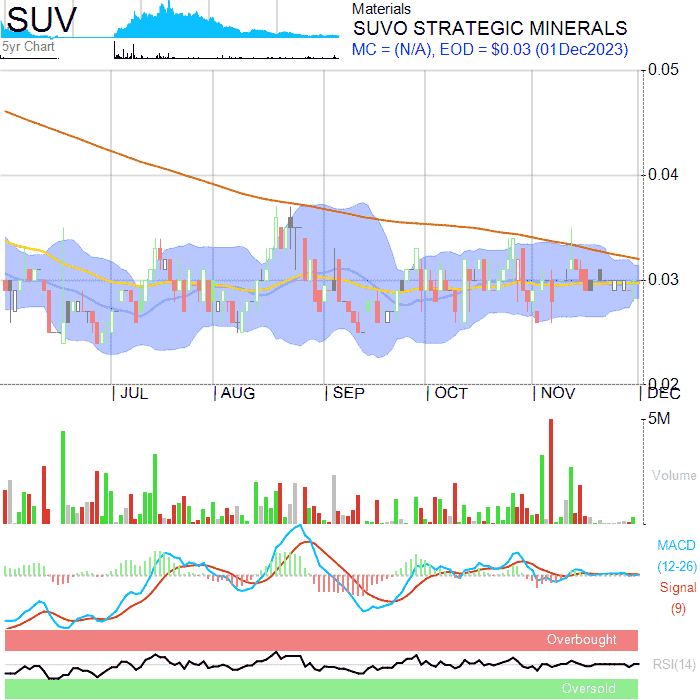 SUV
5yr Chart
Materials
SUVO STRATEGIC MINERALS
MC = (N/A), EOD = $0.03 (01Dec2023)
0.05
0.04
0.03
0.02
JUL
AUG
SEP
OCT
NOV
DEC
5M
Volume
MACD
(12-26)
Signal
(9)
Overbought
RSI(14)
Oversold